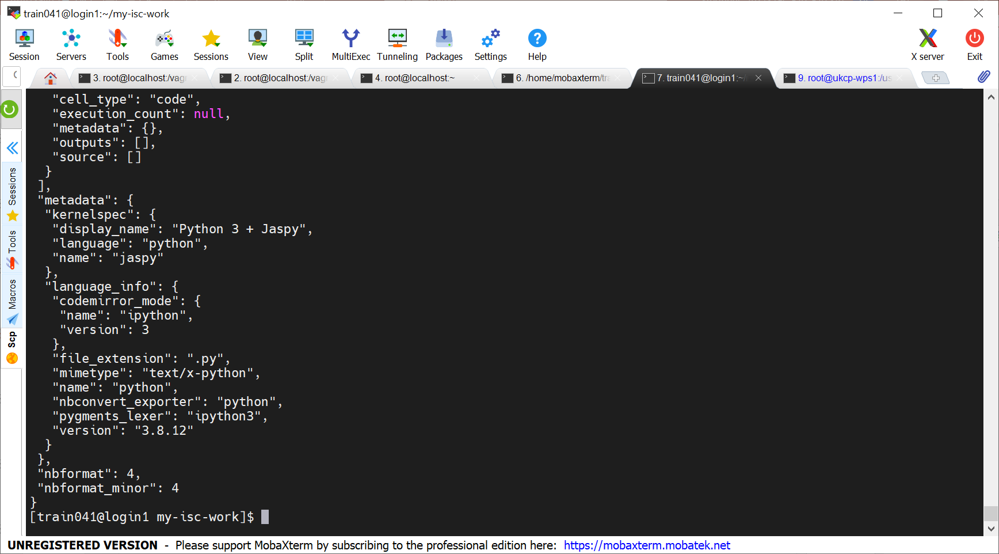 train041@login1:~/my-isc-work
Session Servers Tools Games Sessions View Split MultiExec Tunneling Packages Settings Help X server Exit
3. root@localhost:/vagr 2. root@localhost:/vagr 4. root@localhost:~ 6. /home/mobaxterm/tra 7. train041@login1:~/ 9. root@ukcp-wps1:/us
Sessions
Tools
Macros
Scp
"cell_type": "code",
"execution_count": null,
"metadata": {},
"outputs": [],
"source": []
}
],
"metadata": {
"kernelspec": {
"display_name": "Python 3 + Jaspy",
"language": "python",
"name": "jaspy"
},
"language_info": {
"codemirror_mode": {
"name": "ipython",
"version": 3
},
"file_extension": ".py",
"mimetype": "text/x-python",
"name": "python",
"nbconvert_exporter": "python",
"pygments_lexer": "ipython3",
"version": "3.8.12"
}
},
"nbformat": 4,
"nbformat_minor": 4
}
[train041@login1 my-isc-work]$
UNREGISTERED VERSION - Please support MobaXterm by subscribing to the professional edition here: https://mobaxterm.mobatek.net